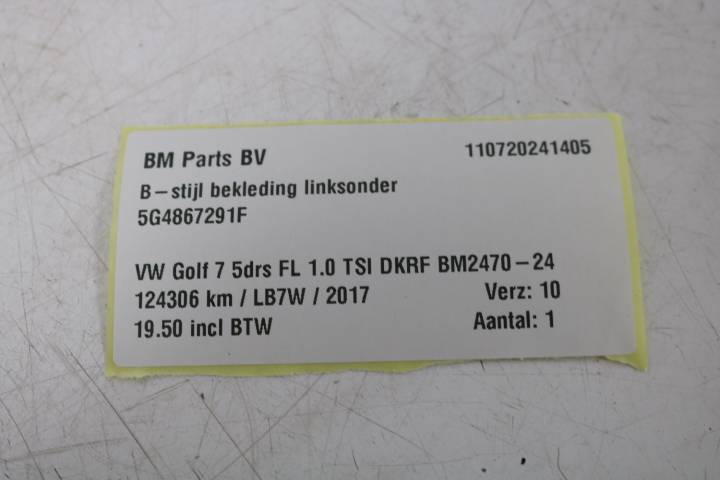 BM Parts BV 110720241405
B-stijl bekleding linksonder
5G4867291F
VW Golf 7 5drs FL 1.0 TSI DKRF BM2470-24
124306 km / LB7W / 2017 Verz: 10
19.50 incl BTW Aantal: 1